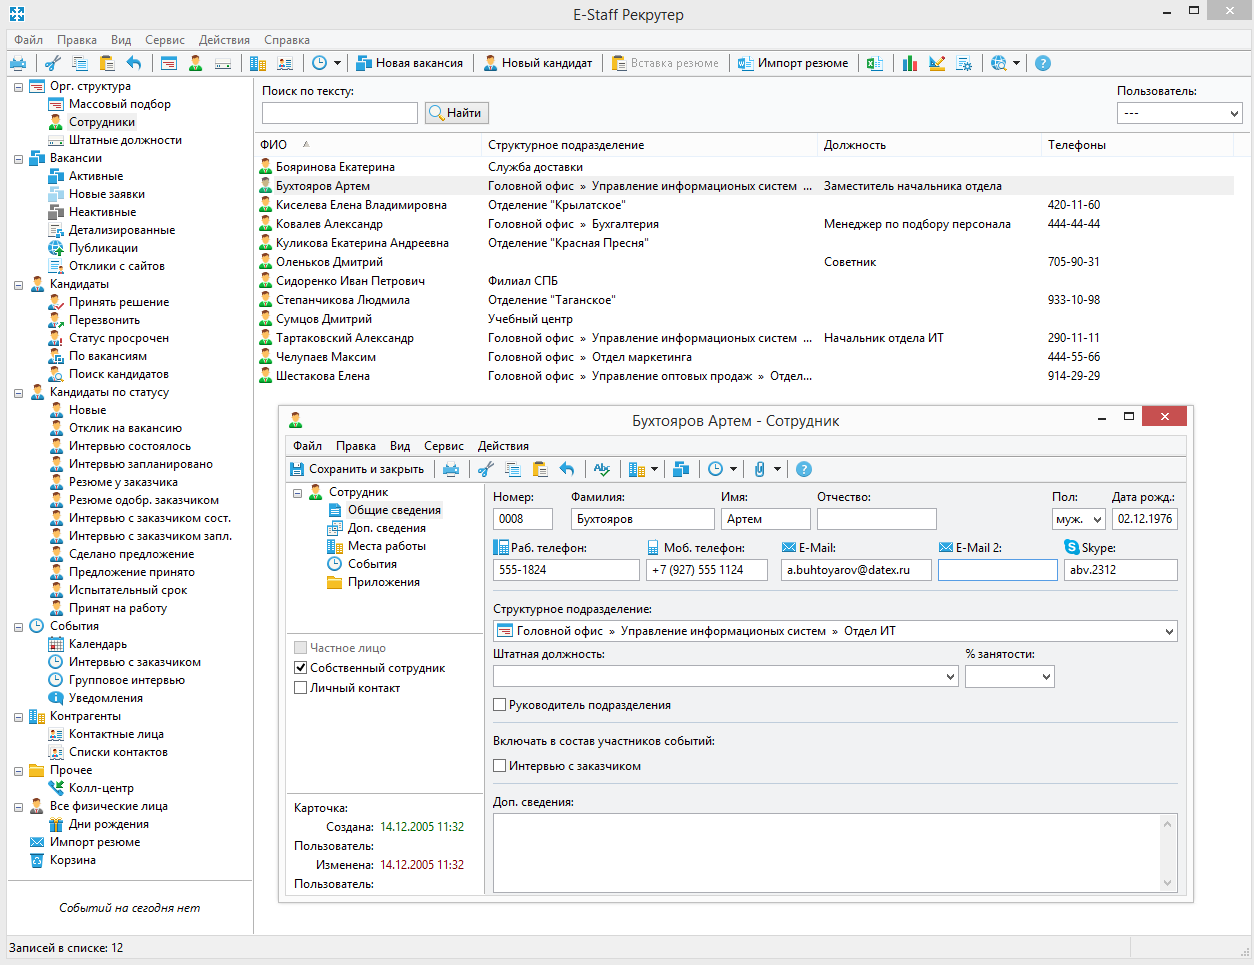 E-Staff Рекрутер
Файл Правка Вид Сервис Действия Справка
Новая вакансия Новый кандидат Вставка резюме Импорт резюме
Орг. структура
Массовый подбор
Сотрудники
Штатные должности
Вакансии
Активные
Новые заявки
Неактивные
Детализированные
Публикации
Отклики с сайтов
Кандидаты
Принять решение
Перезвонить
Статус просрочен
По вакансиям
Поиск кандидатов
Кандидаты по статусу
Новые
Отклик на вакансию
Интервью состоялось
Интервью запланировано
Резюме у заказчика
Резюме одобр. заказчиком
Интервью с заказчиком сост.
Интервью с заказчиком запл.
Сделано предложение
Предложение принято
Испытательный срок
Принят на работу
События
Календарь
Интервью с заказчиком
Групповое интервью
Уведомления
Контрагенты
Контактные лица
Списки контактов
Прочее
Колл-центр
Все физические лица
Дни рождения
Импорт резюме
Корзина
Событий на сегодня нет
Записей в списке: 12
Поиск по тексту: Пользователь:
Найти ---
ФИО Структурное подразделение Должность Телефоны
Бояринова Екатерина Служба доставки
Бухтояров Артем Головной офис » Управление информационых систем ... Заместитель начальника отдела
Киселева Елена Владимировна Отделение "Крылатское" 420-11-60
Ковалев Александр Головной офис » Бухгалтерия Менеджер по подбору персонала 444-44-44
Куликова Екатерина Андреевна Отделение "Красная Пресня"
Оленьков Дмитрий Советник 705-90-31
Сидоренко Иван Петрович Филиал СПБ
Степанчикова Людмила Отделение "Таганское" 933-10-98
Сумцов Дмитрий Учебный центр
Тартаковский Александр Головной офис » Управление информационых систем ... Начальник отдела ИТ 290-11-11
Челупаев Максим Головной офис » Отдел маркетинга 444-55-66
Шестакова Елена Головной офис » Управление оптовых продаж » Отдел... 914-29-29
Бухтояров Артем - Сотрудник
Файл Правка Вид Сервис Действия
Сохранить и закрыть Abc
Сотрудник
Общие сведения
Доп. сведения
Места работы
События
Приложения
Частное лицо
Собственный сотрудник
Личный контакт
Карточка:
Создана: 14.12.2005 11:32
Пользователь:
Изменена: 14.12.2005 11:32
Пользователь:
Номер: Фамилия: Имя: Отчество: Пол: Дата рожд.:
0008 Бухтояров Артем муж. 02.12.1976
Раб. телефон: Моб. телефон: E-Mail: E-Mail 2: Skype:
555-1824 +7 (927) 555 1124 a.buhtoyarov@datex.ru abv.2312
Структурное подразделение:
Головной офис » Управление информационых систем » Отдел ИТ
Штатная должность: % занятости:
Руководитель подразделения
Включать в состав участников событий:
Интервью с заказчиком
Доп. сведения: